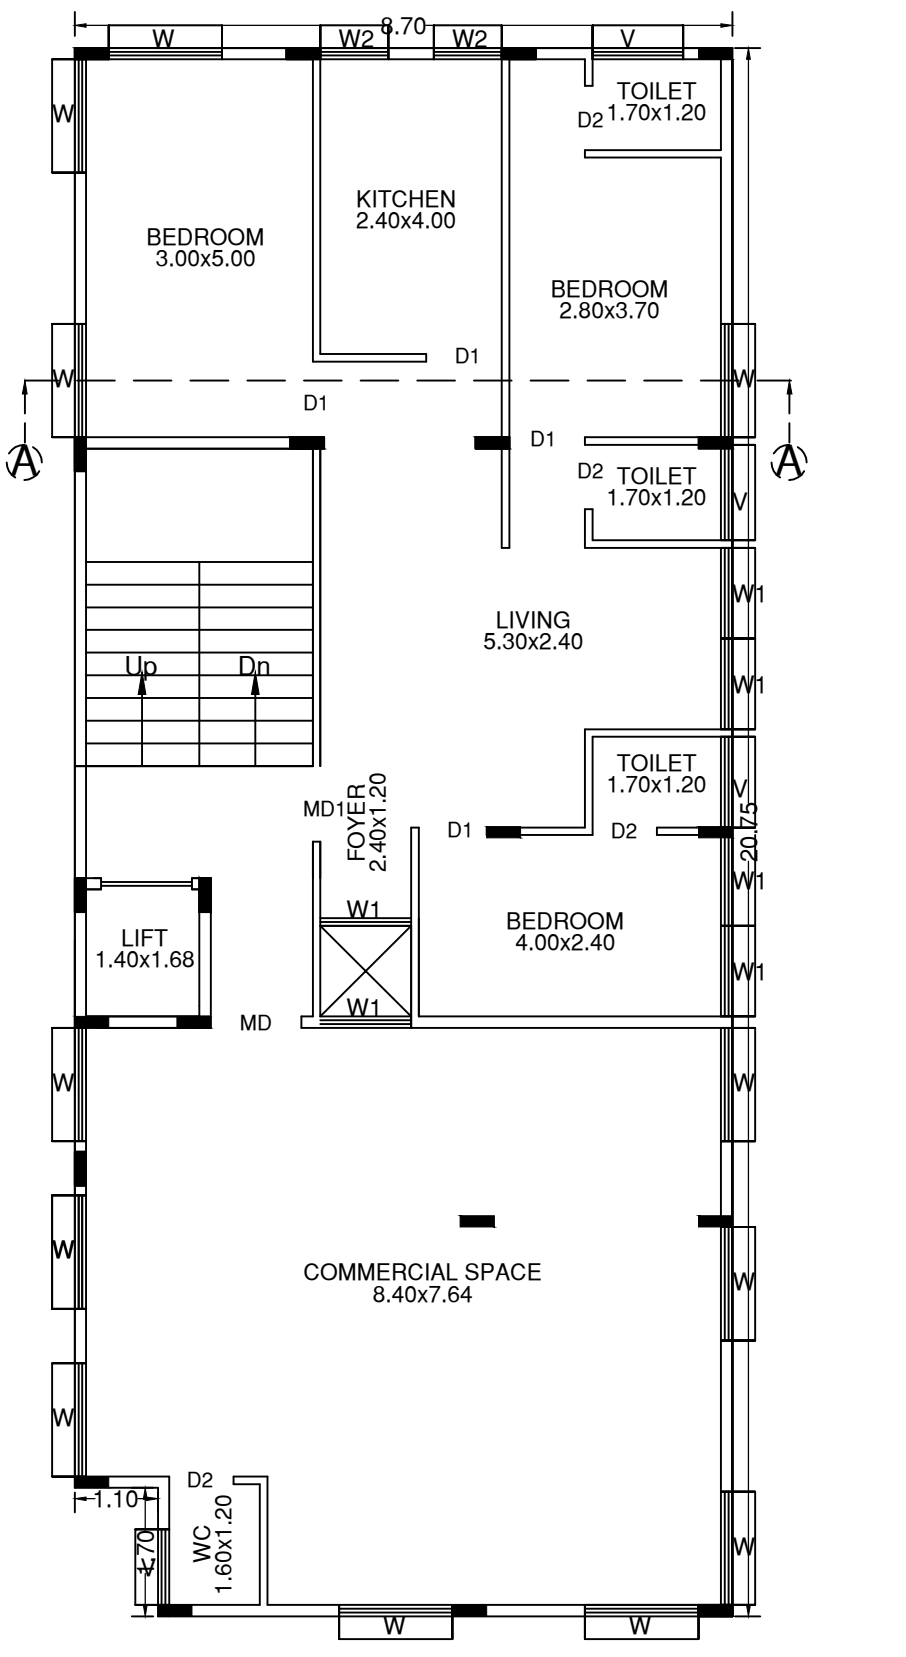 8.70
W
W2
W2
V
W
TOILET
1.70x1.20
D2
KITCHEN
2.40x4.00
BEDROOM
3.00x5.00
BEDROOM
2.80x3.70
D1
W
W
D1
A
A
D1
D2
TOILET
1.70x1.20
V
W1
LIVING
5.30x2.40
Up
Dn
W1
TOILET
1.70x1.20
V
MD1
FOYER
2.40x1.20
D1
D2
20.75
W1
W1
BEDROOM
4.00x2.40
LIFT
1.40x1.68
W1
W1
MD
W
W
W
COMMERCIAL SPACE
8.40x7.64
W
W
D2
1.10
WC
1.60x1.20
1.70
V
W
W
W